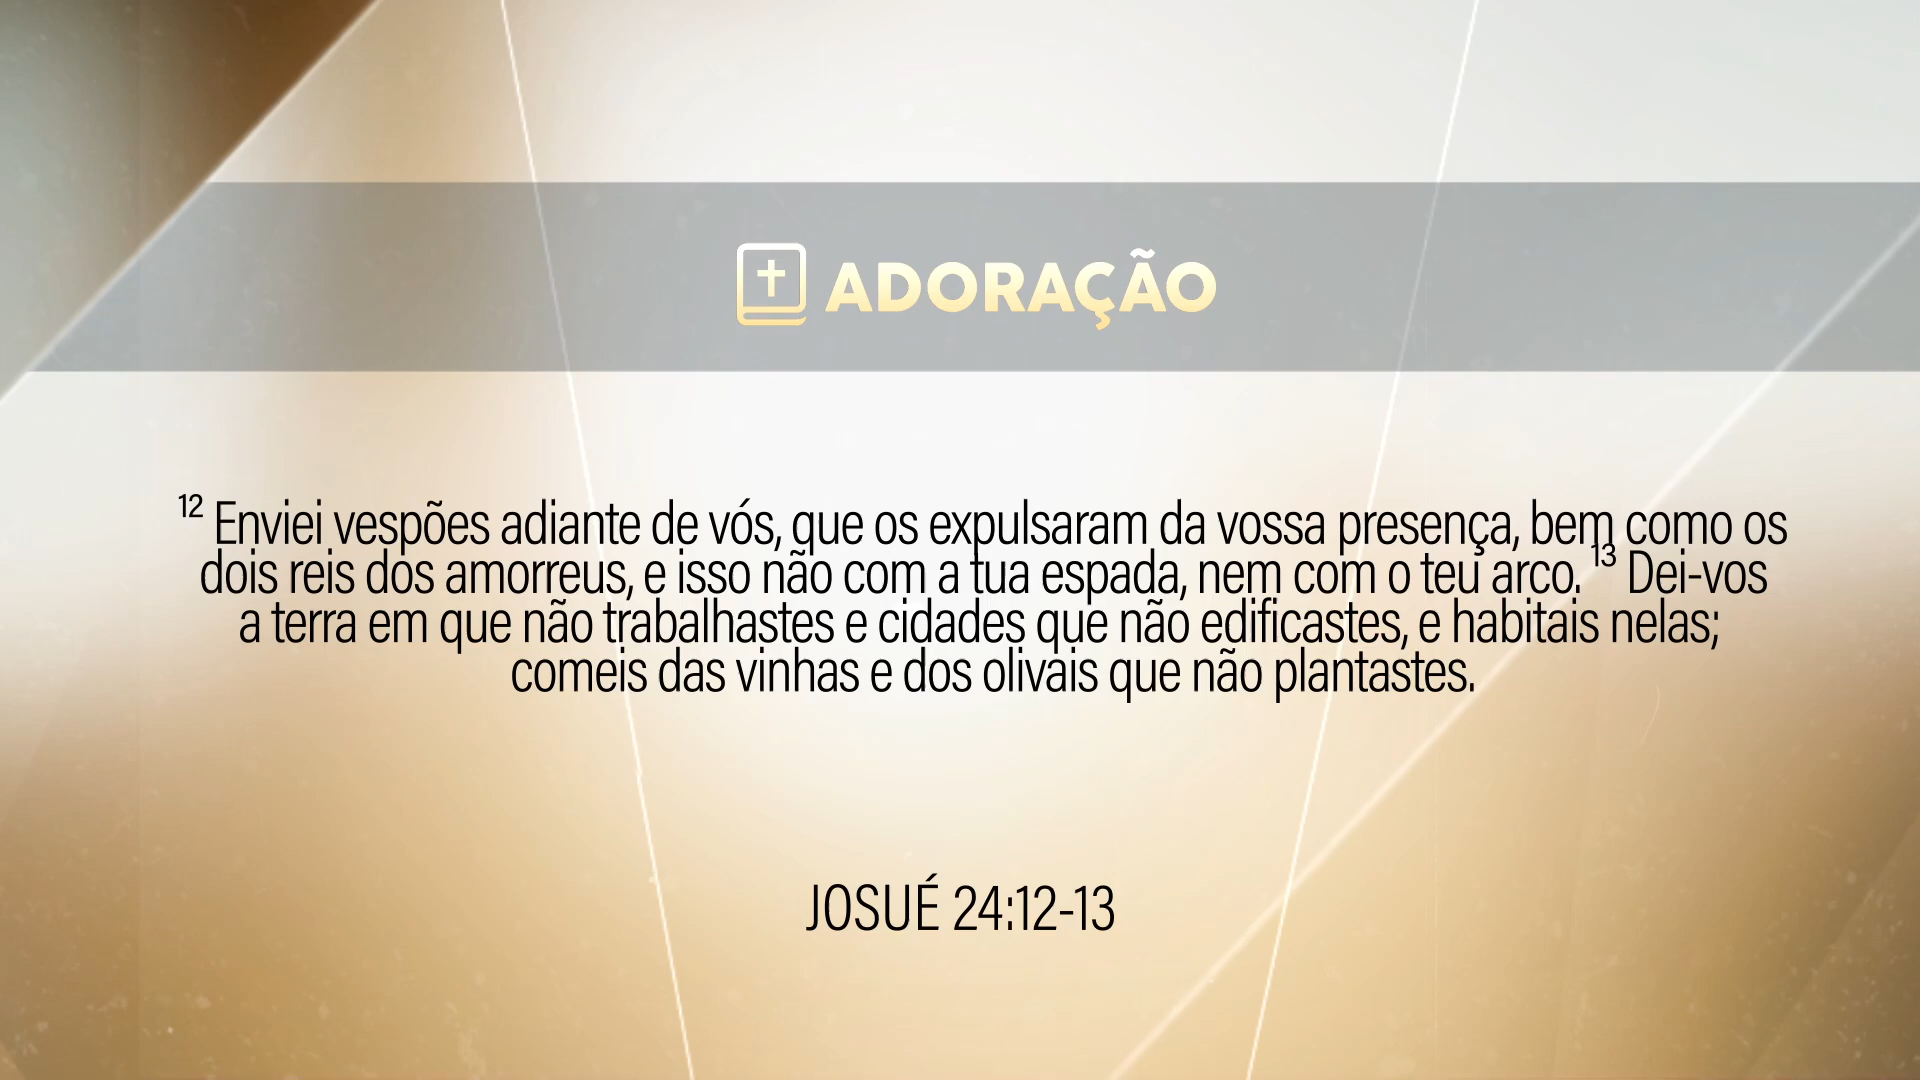 ADORAÇÃO
¹² Enviei vespões adiante de vós, que os expulsaram da vossa presença, bem como os
dois reis dos amorreus, e isso não com a tua espada, nem com o teu arco. ¹³ Dei-vos
a terra em que não trabalhastes e cidades que não edificastes, e habitais nelas;
comeis das vinhas e dos olivais que não plantastes.
JOSUÉ 24:12-13